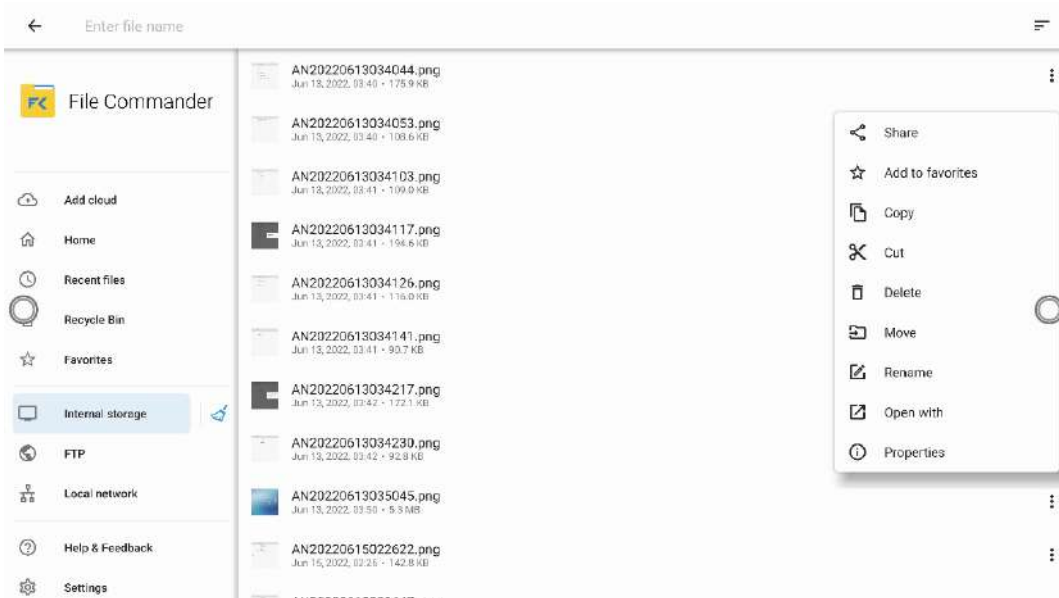 Enter file name
FC
File Commander
Add cloud
Home
Recent files
Recycle Bin
Favorites
Internal storage
FTP
Local network
Help & Feedback
Settings
AN20220613034044.png
Jun 13, 2022, 03:40 • 175.9 KB
AN20220613034053.png
Jun 13, 2022, 03:40 • 108.6 KB
AN20220613034103.png
Jun 13, 2022, 03:41 • 109.0 KB
AN20220613034117.png
Jun 13, 2022, 03:41 • 194.6 KB
AN20220613034126.png
Jun 13, 2022, 03:41 • 116.0 KB
AN20220613034141.png
Jun 13, 2022, 03:41 • 90.7 KB
AN20220613034217.png
Jun 13, 2022, 03:42 • 172.1 KB
AN20220613034230.png
Jun 13, 2022, 03:42 • 92.8 KB
AN20220613035045.png
Jun 13, 2022, 03:50 • 5.3 MB
AN20220615022622.png
Jun 15, 2022, 02:26 • 142.8 KB
Share
Add to favorites
Copy
Cut
Delete
Move
Rename
Open with
Properties